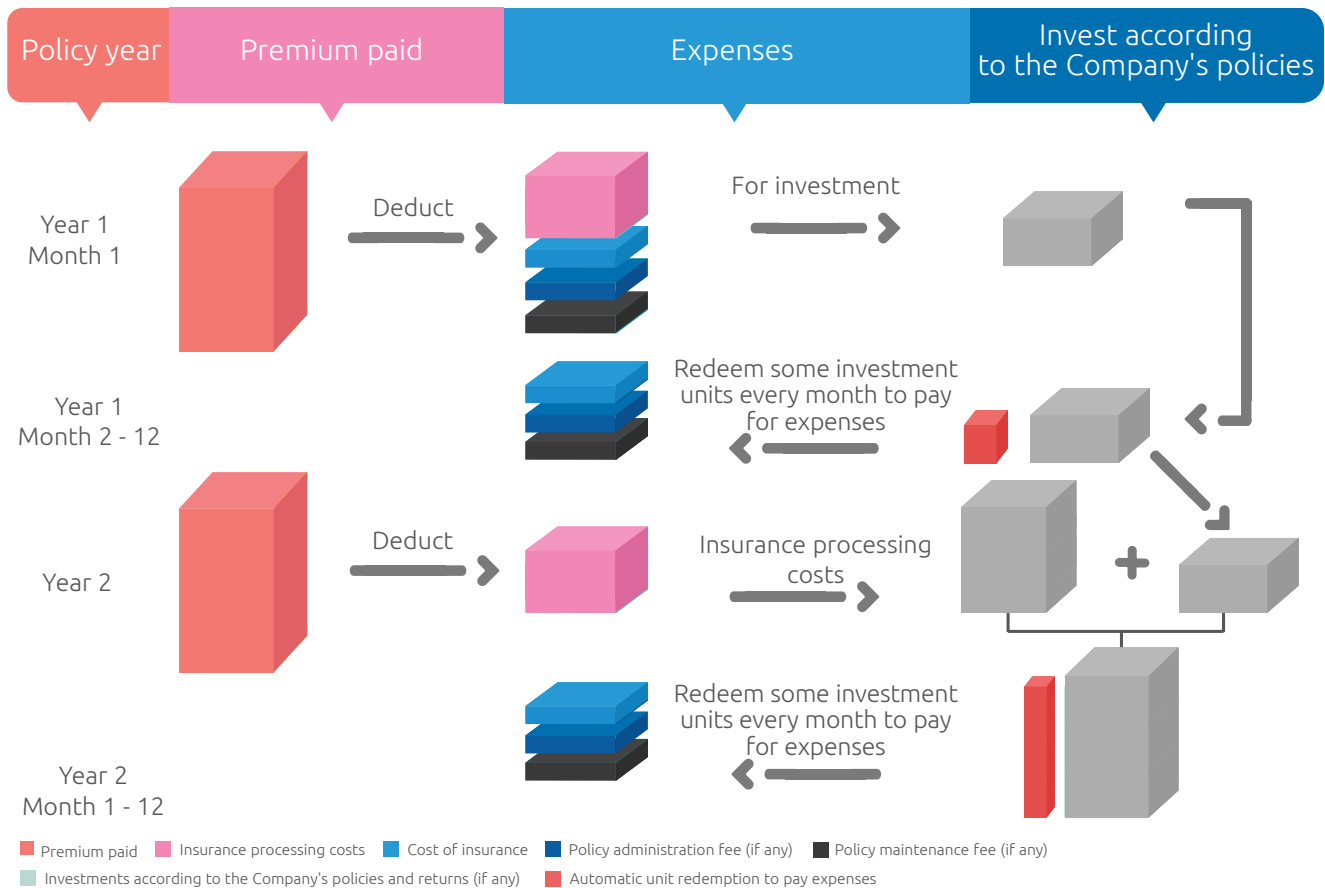 Policy year
Premium paid
Expenses
Invest according
to the Company's policies
Year 1
Month 1
Deduct
For investment
Year 1
Month 2 - 12
Redeem some investment
units every month to pay
for expenses
Year 2
Deduct
Insurance processing
costs
Year 2
Month 1 - 12
Redeem some investment
units every month to pay
for expenses
Premium paid
Insurance processing costs
Cost of insurance
Policy administration fee (if any)
Policy maintenance fee (if any)
Investments according to the Company's policies and returns (if any)
Automatic unit redemption to pay expenses